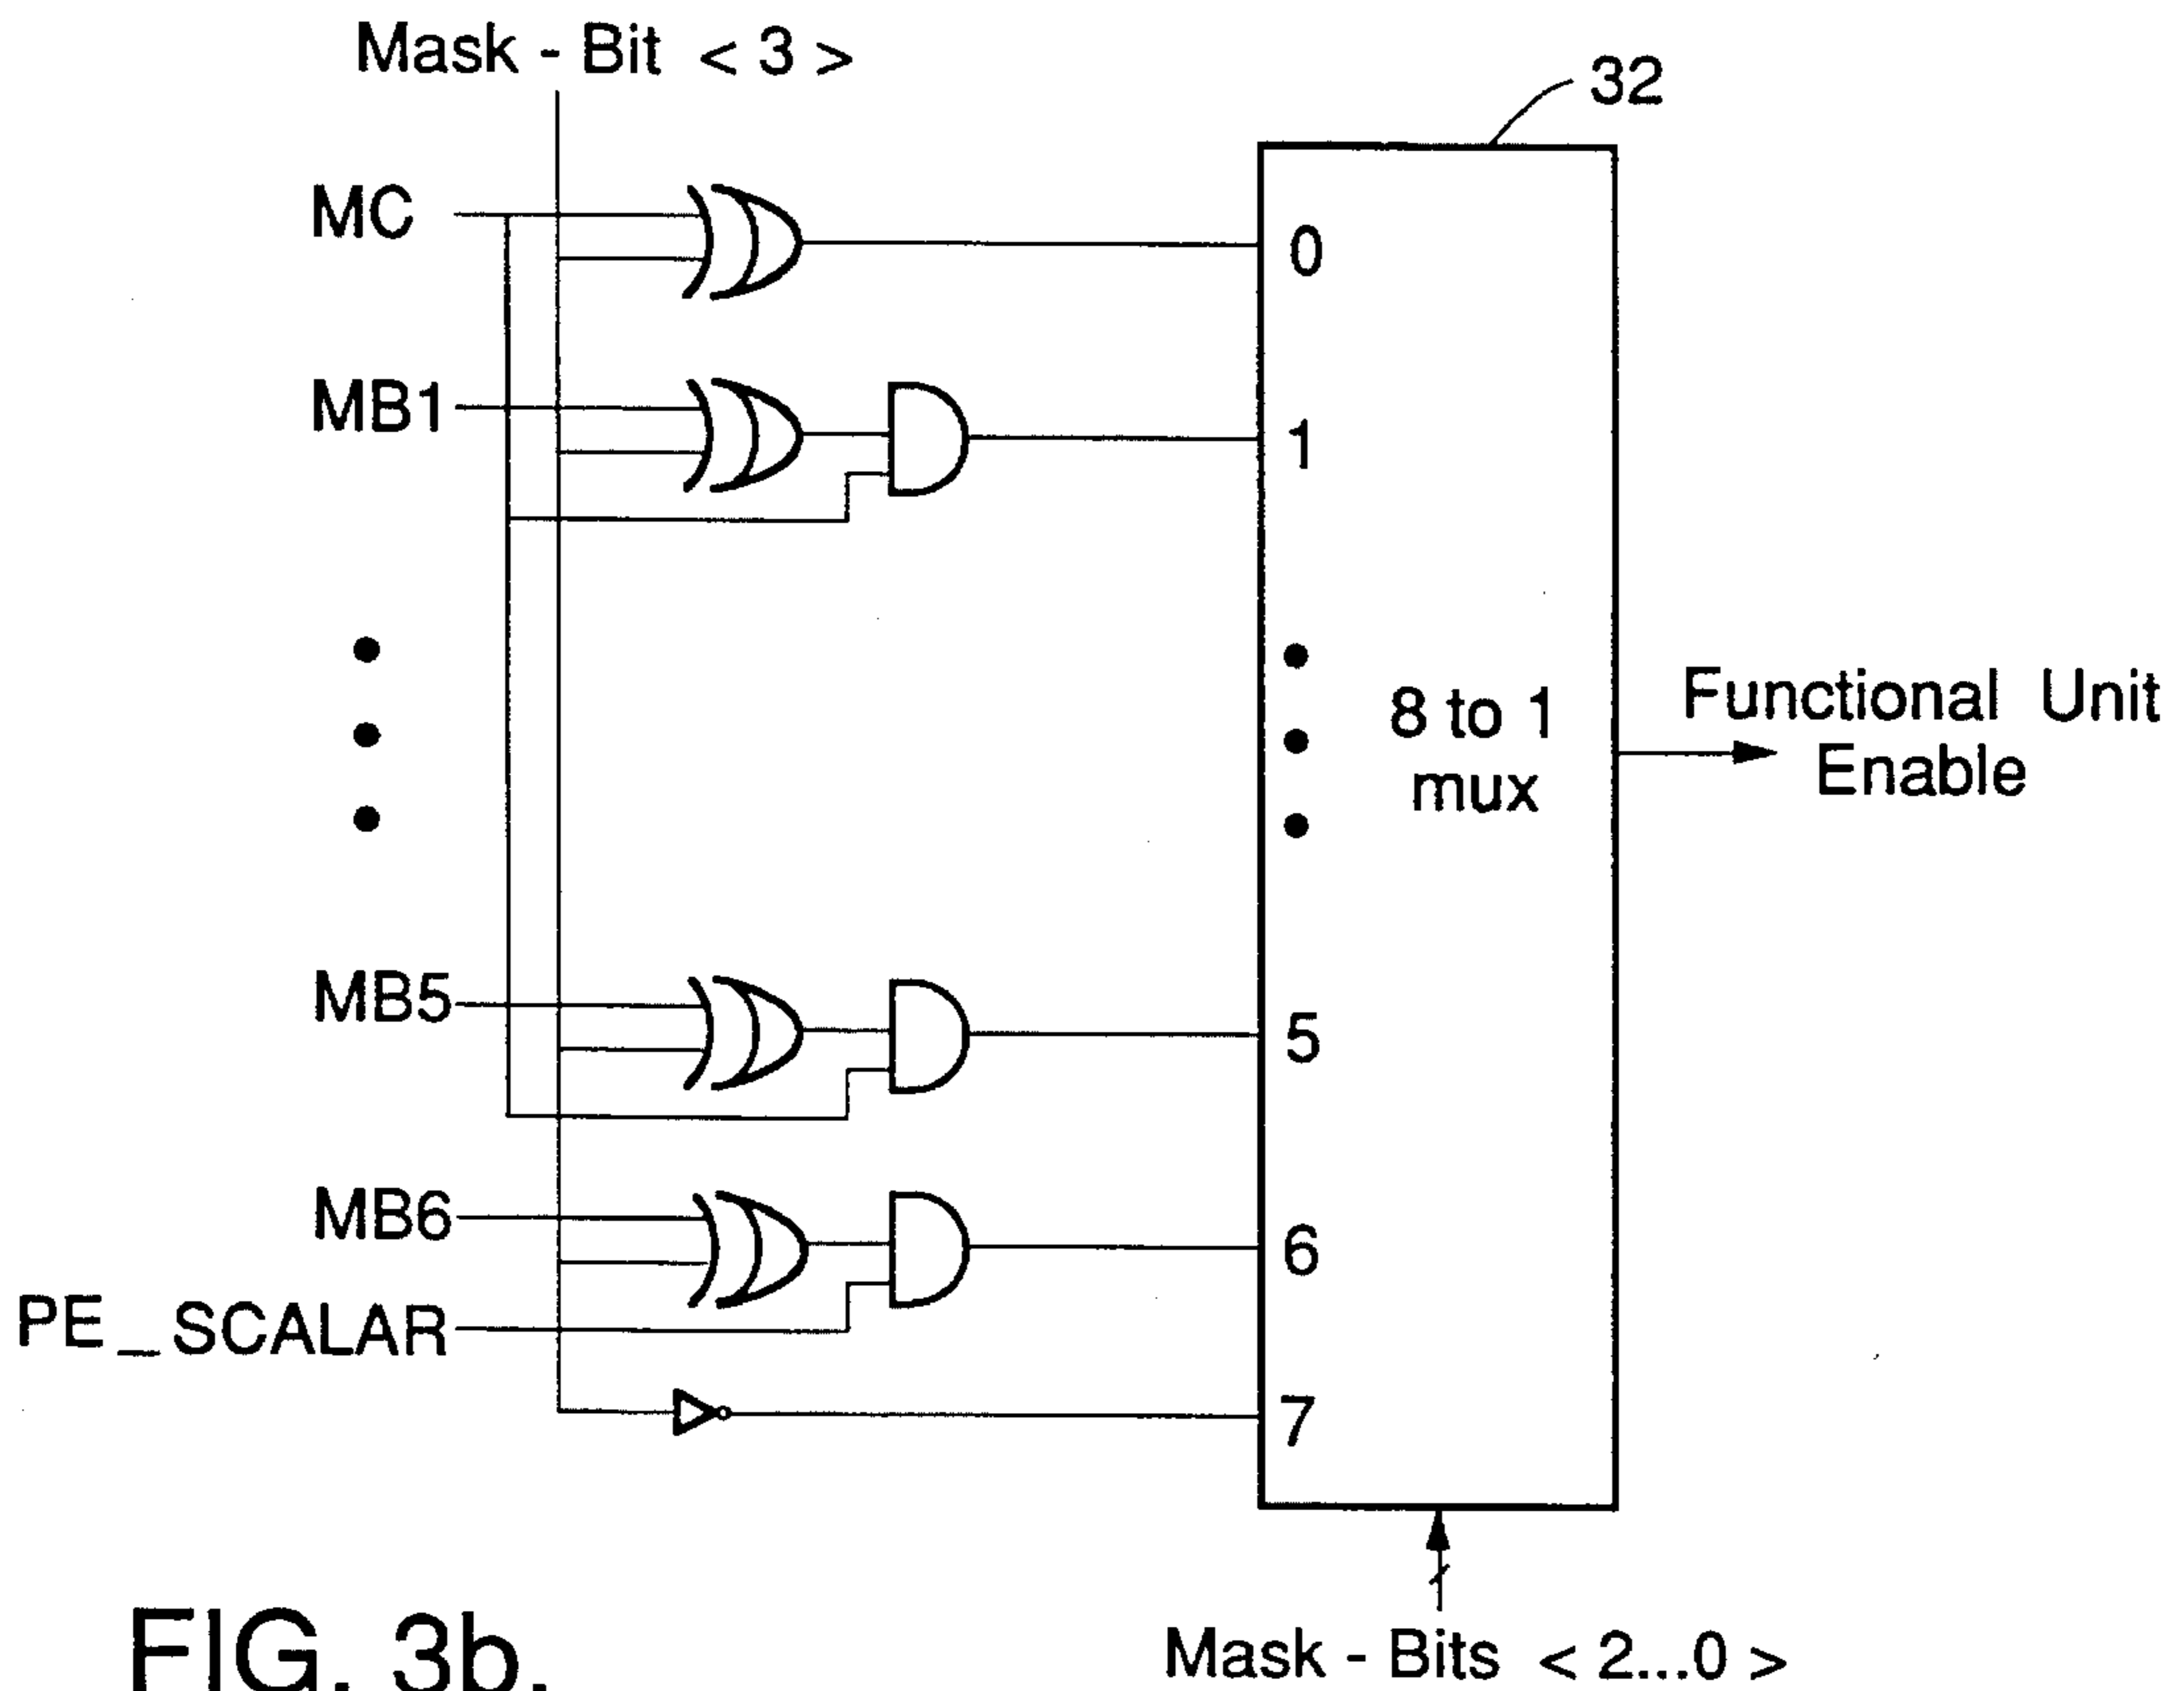 Mask - Bit < 3 >
32
MC
0
MB1
1
8 to 1
mux
Functional Unit
Enable
MB5
5
MB6
6
PE_SCALAR
7
Mask - Bits < 2...0 >
FIG. 3b.